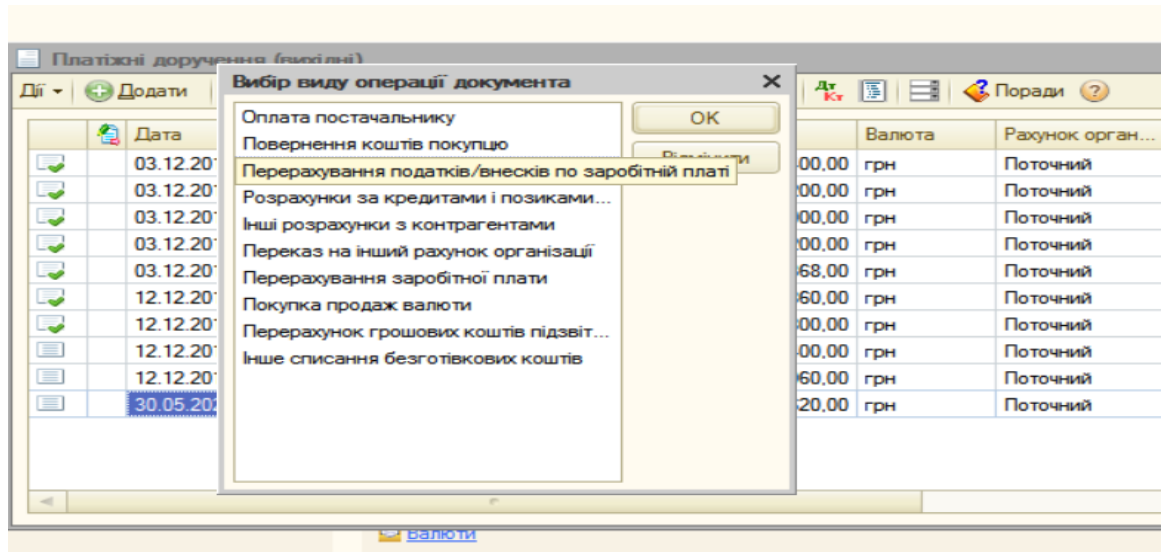 Платіжні доручення (вихідні)
Дії Додати Дт Кт Поради
Вибір виду операції документа
Оплата постачальнику
Повернення коштів покупцю
Перерахування податків/внесків по заробітній платі
Розрахунки за кредитами і позиками...
Інші розрахунки з контрагентами
Переказ на інший рахунок організації
Перерахування заробітної плати
Покупка продаж валюти
Перерахунок грошових коштів підзвіт...
Інше списання безготівкових коштів
OK
Відмінити
Дата Валюта Рахунок орган...
03.12.20 00,00 грн Поточний
03.12.20 00,00 грн Поточний
03.12.20 00,00 грн Поточний
03.12.20 00,00 грн Поточний
03.12.20 68,00 грн Поточний
12.12.20 60,00 грн Поточний
12.12.20 00,00 грн Поточний
12.12.20 00,00 грн Поточний
12.12.20 60,00 грн Поточний
30.05.20 20,00 грн Поточний
Валюти